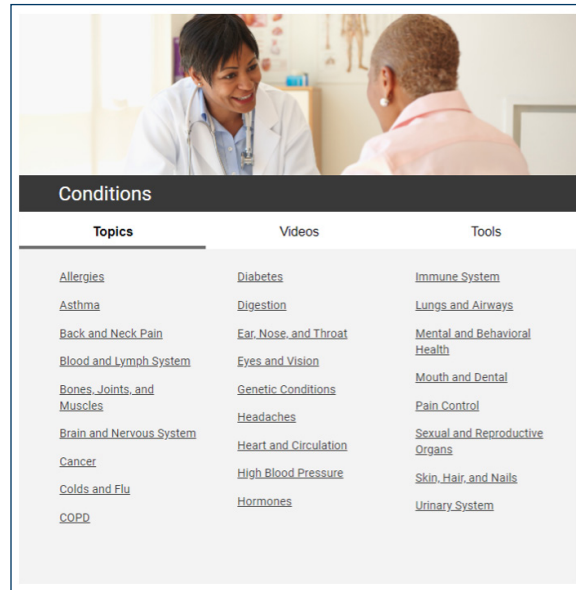 Conditions
Topics
Videos
Tools
Allergies
Asthma
Back and Neck Pain
Blood and Lymph System
Bones, Joints, and
Muscles
Brain and Nervous System
Cancer
Colds and Flu
COPD
Diabetes
Digestion
Ear, Nose, and Throat
Eyes and Vision
Genetic Conditions
Headaches
Heart and Circulation
High Blood Pressure
Hormones
Immune System
Lungs and Airways
Mental and Behavioral
Health
Mouth and Dental
Pain Control
Sexual and Reproductive
Organs
Skin, Hair, and Nails
Urinary System